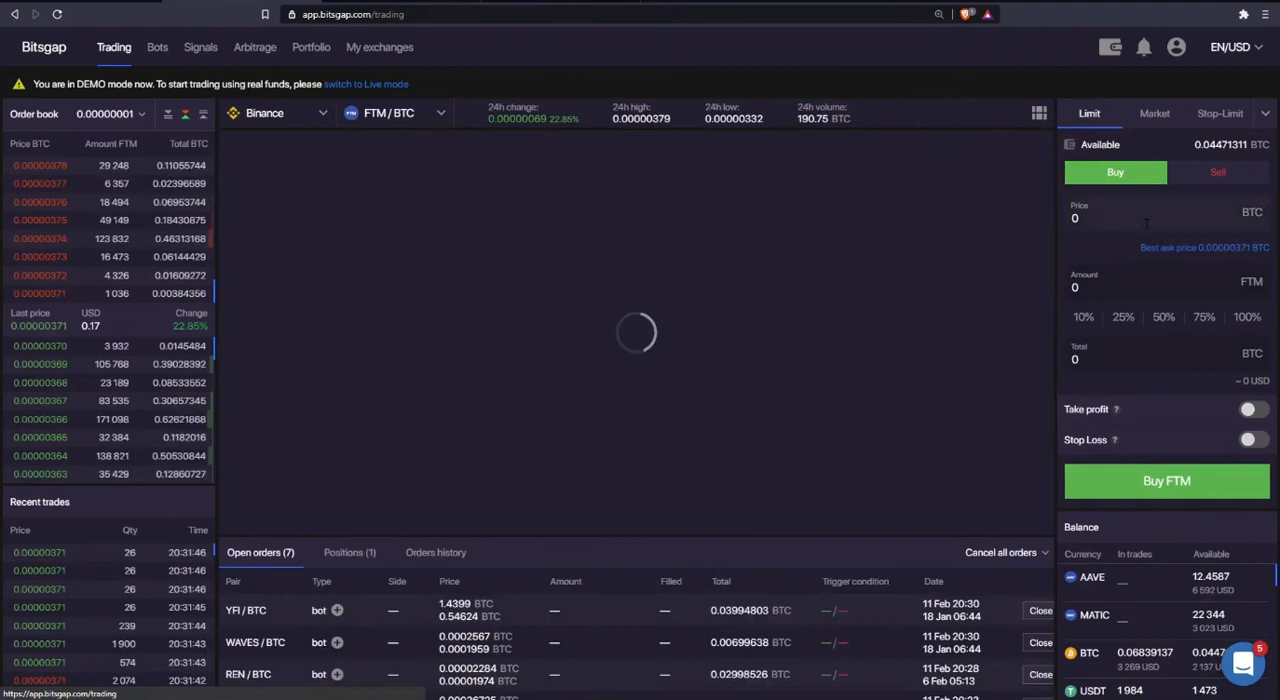 app.bitsgap.com/trading
Bitsgap Trading Bots Signals Arbitrage Portfolio My exchanges EN/USD
You are in DEMO mode now. To start trading using real funds, please switch to Live mode
Order book 0.00000001
Price BTC Amount FTM Total BTC
0.00000378 29 248 0.11055744
0.00000377 6 357 0.02396589
0.00000376 18 494 0.06953744
0.00000375 49 149 0.18430875
0.00000374 123 832 0.46313168
0.00000373 16 473 0.06144429
0.00000372 4 326 0.01609272
0.00000371 1 036 0.00384356
Last price USD Change
0.00000371 0.17 22.85%
0.00000370 3 932 0.0145484
0.00000369 105 768 0.39028392
0.00000368 23 189 0.08533552
0.00000367 83 535 0.30657345
0.00000366 171 098 0.62621868
0.00000365 32 384 0.1182016
0.00000364 138 821 0.50530844
0.00000363 35 429 0.12860727
Recent trades
Price Qty Time
0.00000371 26 20:31:46
0.00000371 26 20:31:46
0.00000371 26 20:31:46
0.00000371 26 20:31:45
0.00000371 239 20:31:44
0.00000371 1 900 20:31:43
0.00000371 574 20:31:43
0.00000371 2 074 20:31:42
https://app.bitsgap.com/trading
Binance FTM / BTC
24h change: 24h high: 24h low: 24h volume:
0.00000069 22.85% 0.00000379 0.00000332 190.75 BTC
Open orders (7) Positions (1) Orders history Cancel all orders
Pair Type Side Price Amount Filled Total Trigger condition Date
YFI / BTC bot — 1.4399 BTC — — 0.03994803 BTC —/— 11 Feb 20:30 Close
0.54624 BTC 18 Jan 06:44
WAVES / BTC bot — 0.0002567 BTC — — 0.00699638 BTC —/— 11 Feb 20:30 Close
0.0001959 BTC 18 Jan 06:44
REN / BTC bot — 0.00002284 BTC — — 0.02998526 BTC —/— 11 Feb 20:28 Close
0.00001974 BTC 6 Feb 05:13
Limit Market Stop-Limit
Available 0.04471311 BTC
Buy Sell
Price
0 BTC
Best ask price 0.00000371 BTC
Amount
0 FTM
10% 25% 50% 75% 100%
Total
0 BTC
~ 0 USD
Take profit ?
Stop Loss ?
Buy FTM
Balance
Currency In trades Available
AAVE — 12.4587
6 592 USD
MATIC — 22 344
3 023 USD
BTC 0.06839137 0.0447
3 269 USD 2 137
USDT 1 984 1 473
5